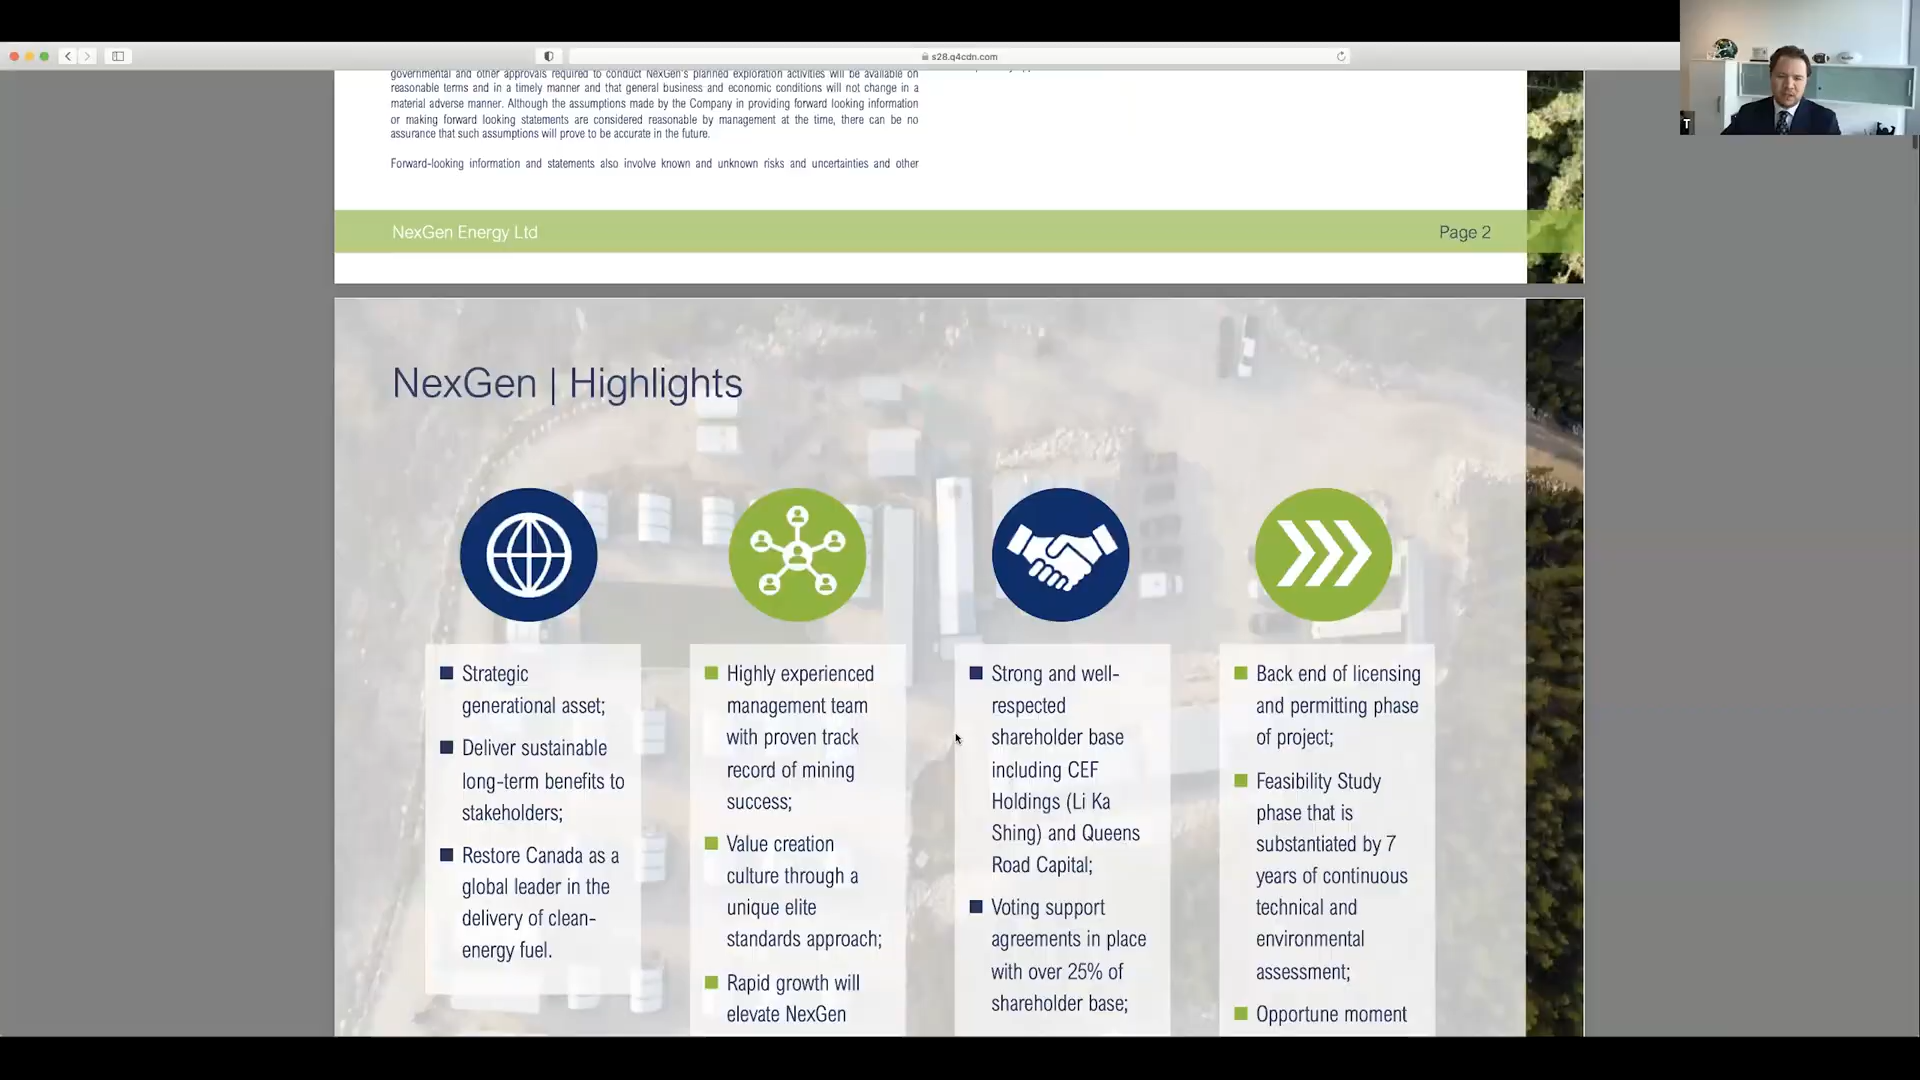 s28.q4cdn.com
governmental and other approvals required to conduct NexGen's planned exploration activities will be available on
reasonable terms and in a timely manner and that general business and economic conditions will not change in a
material adverse manner. Although the assumptions made by the Company in providing forward looking information
or making forward looking statements are considered reasonable by management at the time, there can be no
assurance that such assumptions will prove to be accurate in the future.
Forward-looking information and statements also involve known and unknown risks and uncertainties and other
NexGen Energy Ltd
Page 2
NexGen | Highlights
Strategic
generational asset;
Deliver sustainable
long-term benefits to
stakeholders;
Restore Canada as a
global leader in the
delivery of clean-
energy fuel.
Highly experienced
management team
with proven track
record of mining
success;
Value creation
culture through a
unique elite
standards approach;
Rapid growth will
elevate NexGen
Strong and well-
respected
shareholder base
including CEF
Holdings (Li Ka
Shing) and Queens
Road Capital;
Voting support
agreements in place
with over 25% of
shareholder base;
Back end of licensing
and permitting phase
of project;
Feasibility Study
phase that is
substantiated by 7
years of continuous
technical and
environmental
assessment;
Opportune moment
T